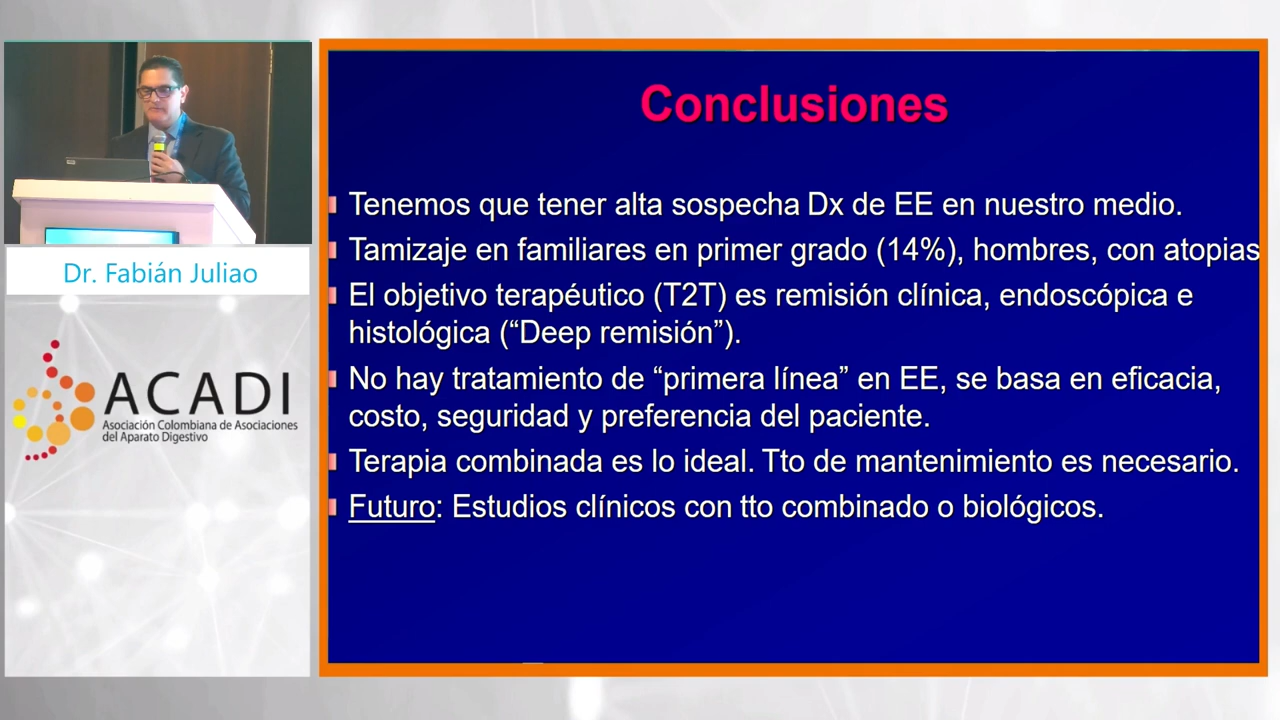 Dr. Fabián Juliao
ACADI
Asociación Colombiana de Asociaciones
del Aparato Digestivo
Conclusiones
Tenemos que tener alta sospecha Dx de EE en nuestro medio.
Tamizaje en familiares en primer grado (14%), hombres, con atopias
El objetivo terapéutico (T2T) es remisión clínica, endoscópica e
histológica (“Deep remisión”).
No hay tratamiento de “primera línea” en EE, se basa en eficacia,
costo, seguridad y preferencia del paciente.
Terapia combinada es lo ideal. Tto de mantenimiento es necesario.
Futuro: Estudios clínicos con tto combinado o biológicos.